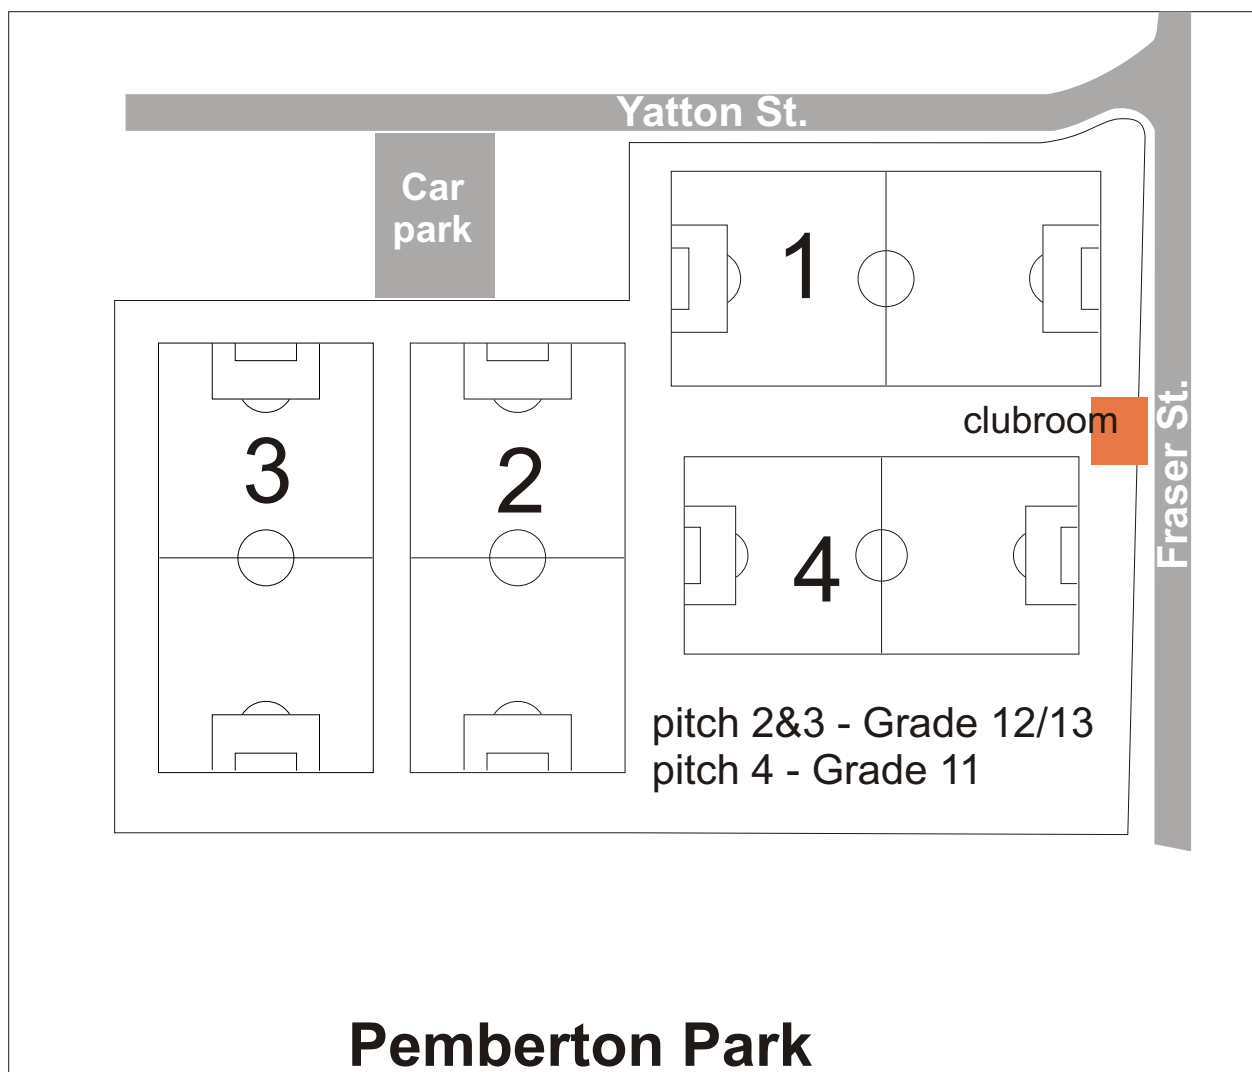 Yatton St.
Car
park
1
3
2
clubroom
Fraser St.
4
pitch 2&3 - Grade 12/13
pitch 4 - Grade 11
Pemberton Park